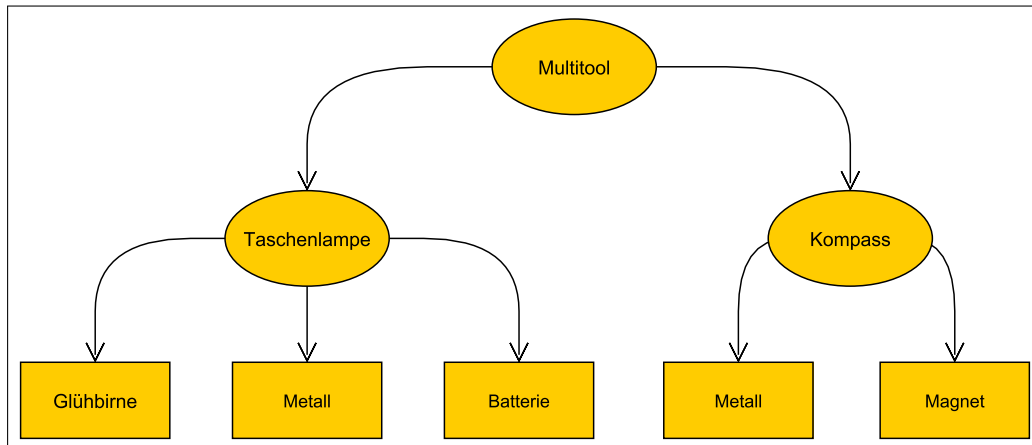 Multitool
Taschenlampe
Kompass
Glühbirne
Metall
Batterie
Metall
Magnet